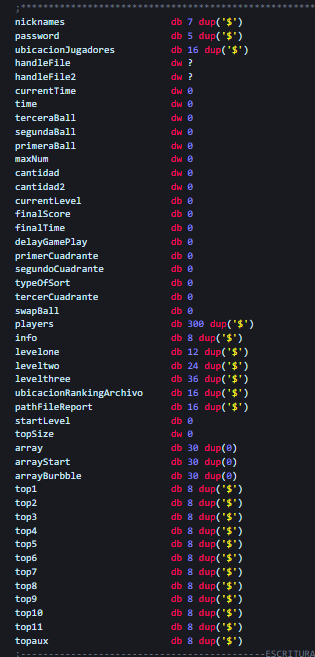 ;************************************************
nicknames db 7 dup('$')
password db 5 dup('$')
ubicacionJugadores db 16 dup('$')
handleFile dw ?
handleFile2 dw ?
currentTime dw 0
time dw 0
terceraBall dw 0
segundaBall dw 0
primeraBall dw 0
maxNum dw 0
cantidad dw 0
cantidad2 dw 0
currentLevel db 0
finalScore db 0
finalTime db 0
delayGamePlay db 0
primerCuadrante db 0
segundoCuadrante db 0
typeOfSort db 0
tercerCuadrante db 0
swapBall db 0
players db 300 dup('$')
info db 8 dup('$')
levelone db 12 dup('$')
leveltwo db 24 dup('$')
levelthree db 36 dup('$')
ubicacionRankingArchivo db 16 dup('$')
pathFileReport db 16 dup('$')
startLevel db 0
topSize dw 0
array db 30 dup(0)
arrayStart db 30 dup(0)
arrayBurbble db 30 dup(0)
top1 db 8 dup('$')
top2 db 8 dup('$')
top3 db 8 dup('$')
top4 db 8 dup('$')
top5 db 8 dup('$')
top6 db 8 dup('$')
top7 db 8 dup('$')
top8 db 8 dup('$')
top9 db 8 dup('$')
top10 db 8 dup('$')
top11 db 8 dup('$')
topaux db 8 dup('$')
;----------------------------------------ESCRITURA